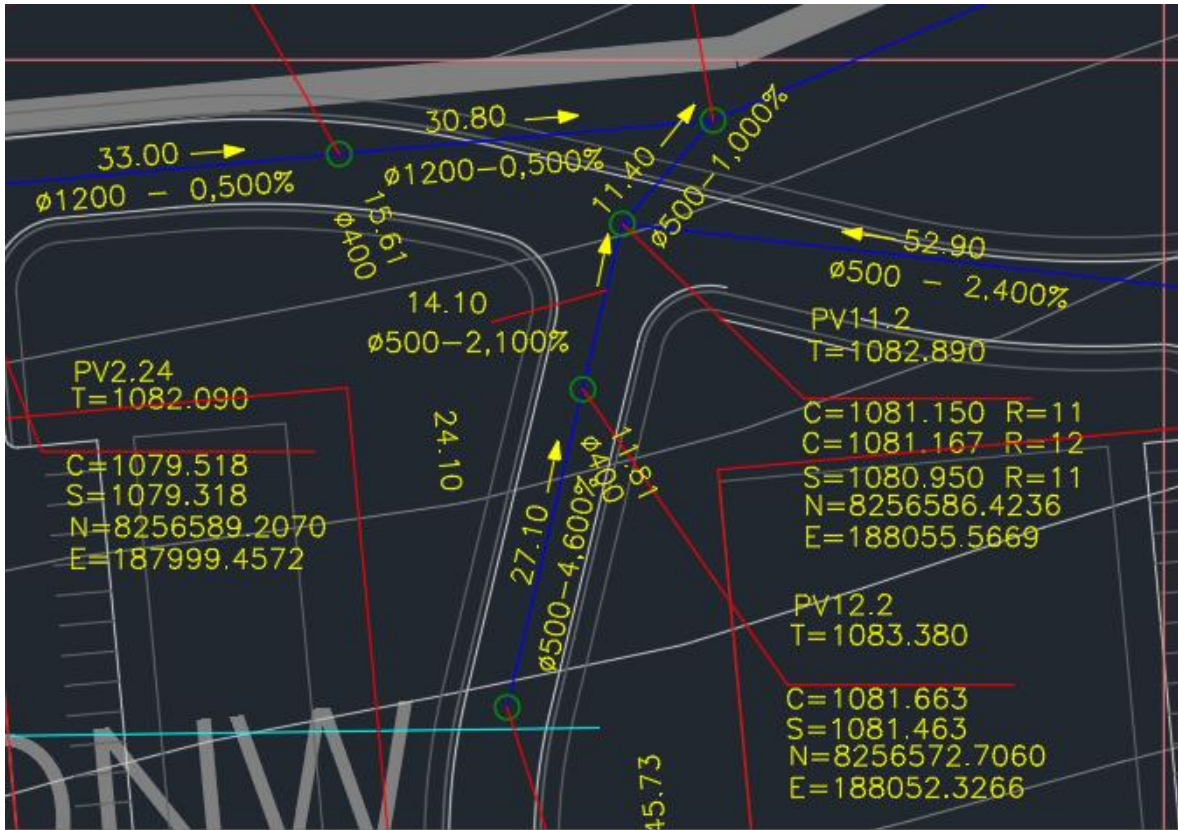 30.80
33.00
ø1200 - 0,500%
ø1200-0,500%
11.40
ø500-1,000%
15.61
ø400
52.90
ø500 - 2,400%
14.10
ø500-2,100%
PV11.2
T=1082.890
C=1081.150 R=11
C=1081.167 R=12
S=1080.950 R=11
N=8256586.4236
E=188055.5669
PV2.24
T=1082.090
C=1079.518
S=1079.318
N=8256589.2070
E=187999.4572
24.10
11.81
ø400
27.10
ø500-4,600%
PV12.2
T=1083.380
C=1081.663
S=1081.463
N=8256572.7060
E=188052.3266
45.73